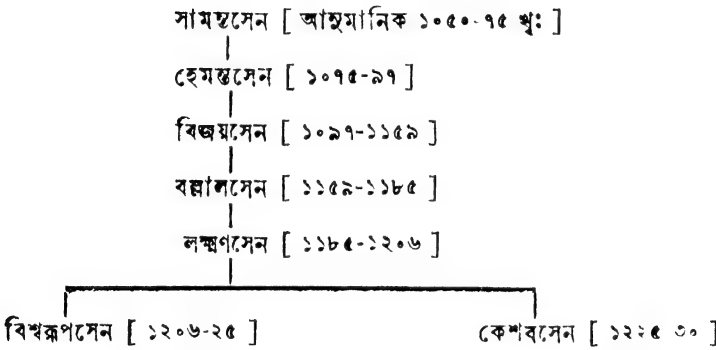 সামন্তসেন [ আনুমানিক ১০৫০-৭৫ খৃঃ ]
হেমন্তসেন [ ১০৭৫-৯৭ ]
বিজয়সেন [ ১০৯৭-১১৫৯ ]
বল্লালসেন [ ১১৫৯-১১৮৫ ]
লক্ষ্মণসেন [ ১১৮৫-১২০৬ ]
বিশ্বরূপসেন [ ১২০৬-২৫ ] কেশবসেন [ ১২২৫ ৩০ ]